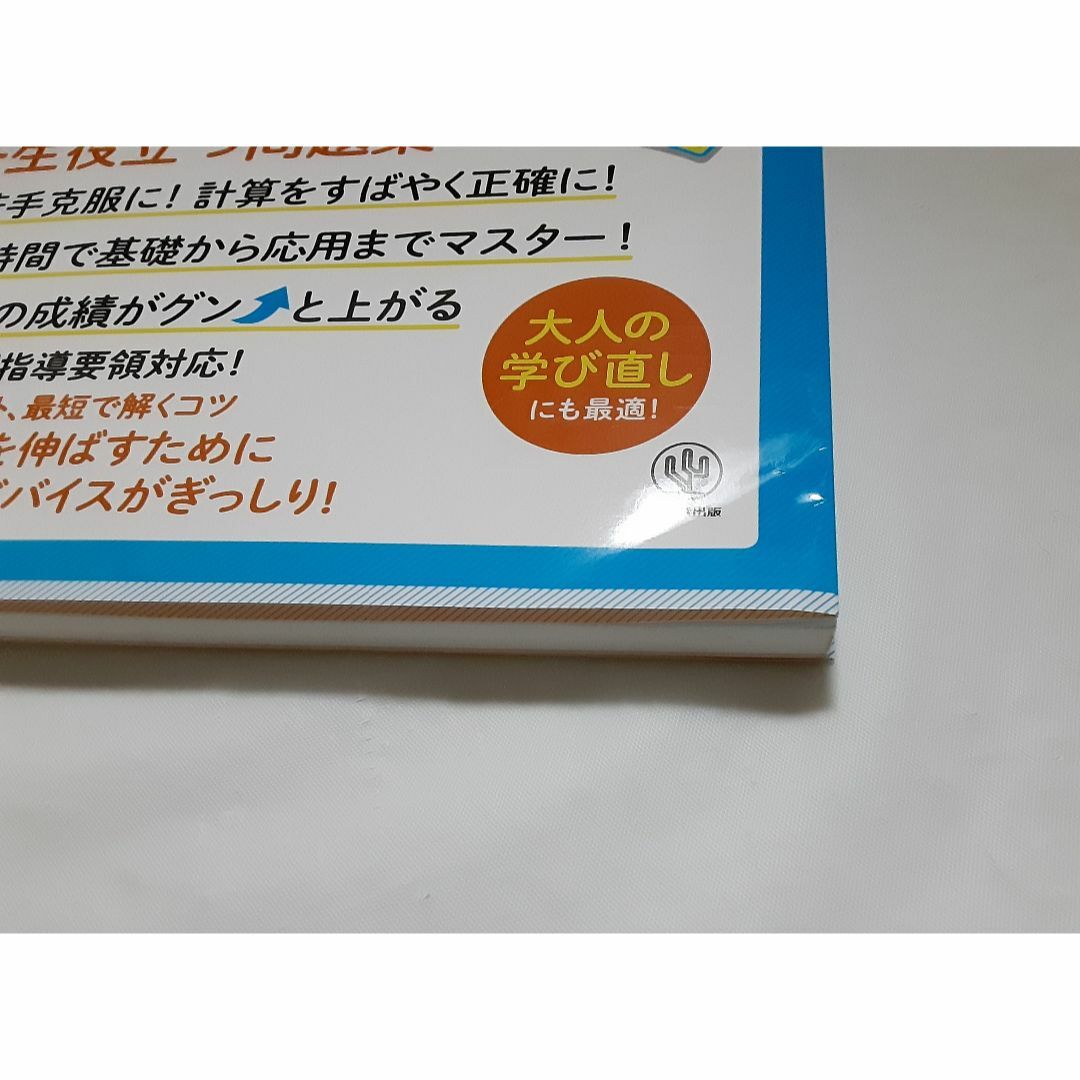 一生役立つ問題集
手克服に！計算をすばやく正確に！
時間で基礎から応用までマスター！
の成績がグンと上がる
指導要領対応！
ト、最短で解くコツ
を伸ばすために
バイスがぎっしり！
大人の
学び直し
にも最適！
出版